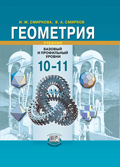 И. М. СМИРНОВА, В. А. СМИРНОВ
ГЕОМЕТРИЯ
БАЗОВЫЙ И ПРОФИЛЬНЫЙ
УРОВНИ
10-11